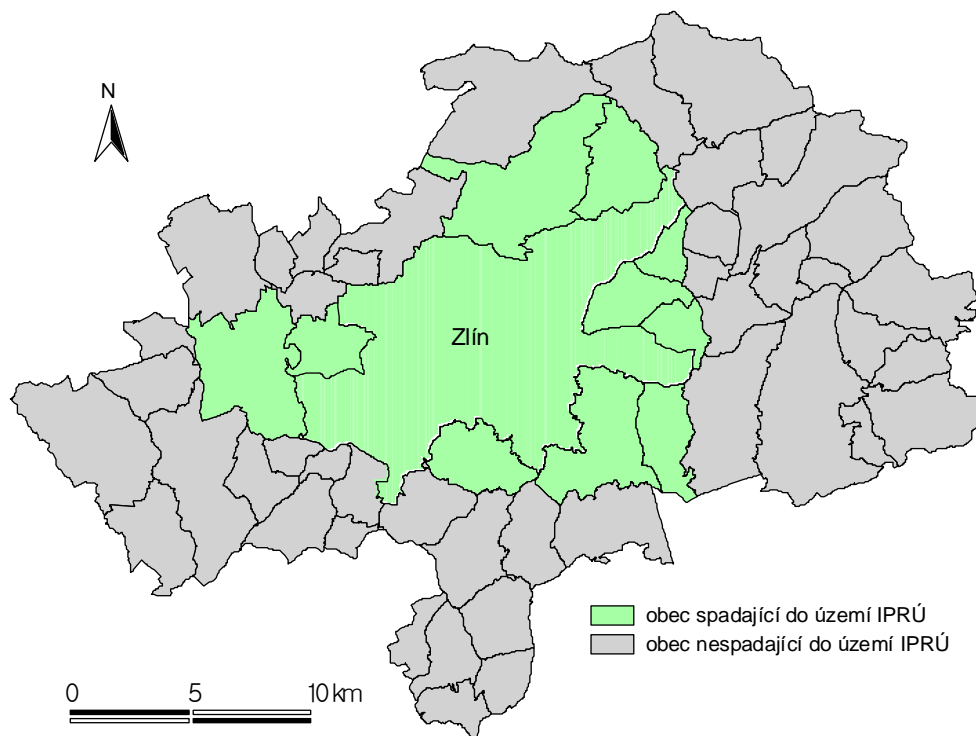 N
Zlín
obec spadající do území IPRÚ
obec nespadající do území IPRÚ
0 5 10 km